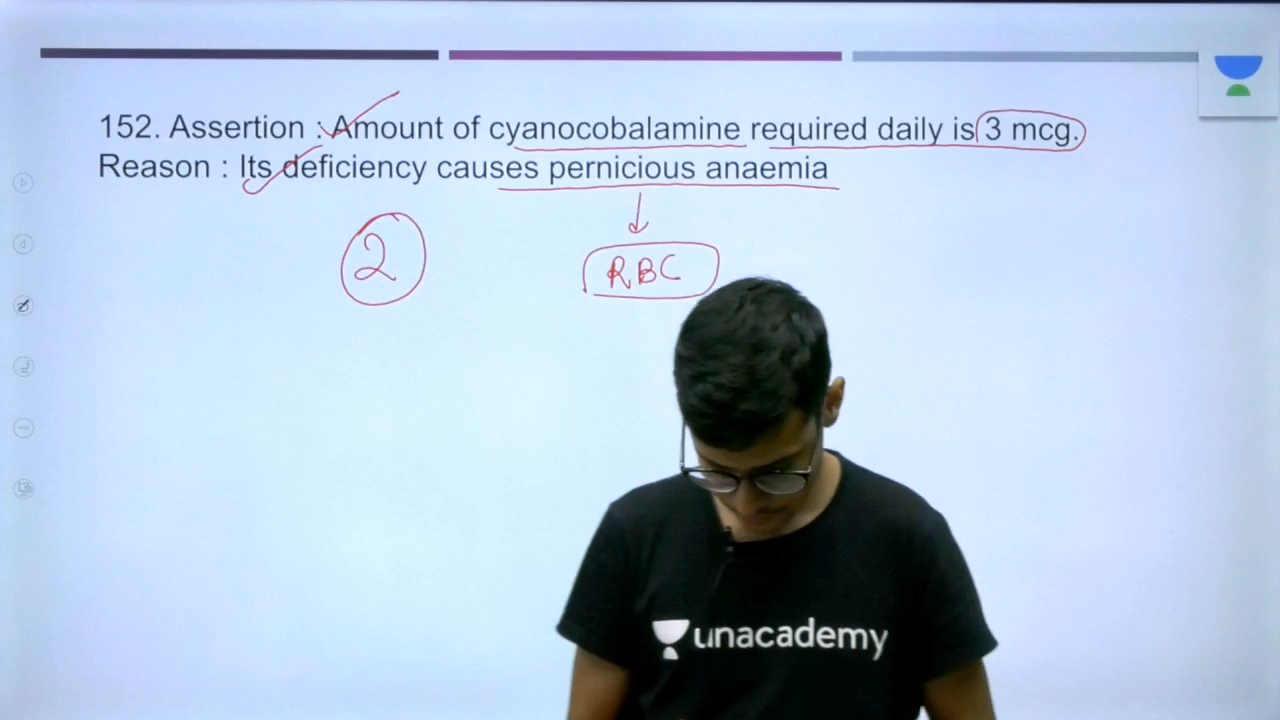 152. Assertion : Amount of cyanocobalamine required daily is 3 mcg.
Reason : Its deficiency causes pernicious anaemia
2
RBC
unacademy